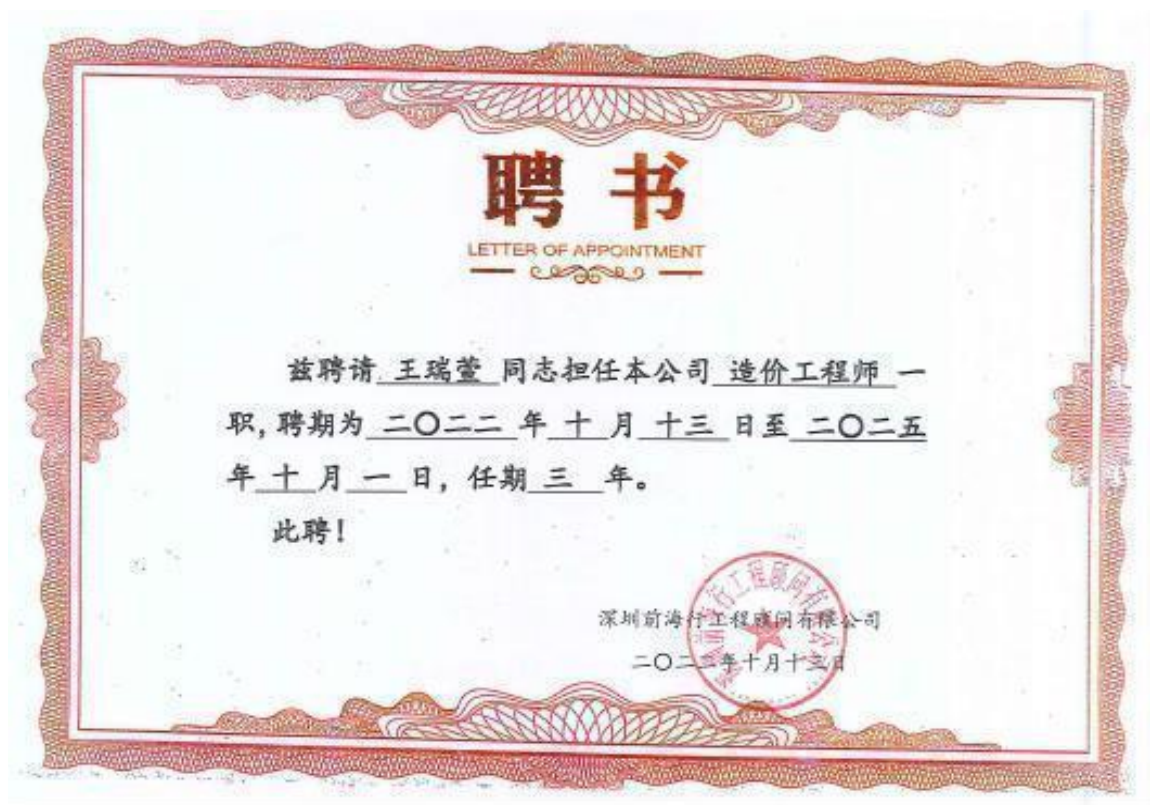 聘书
LETTER OF APPOINTMENT
兹聘请 王瑞萱 同志担任本公司 造价工程师 一
职，聘期为 二〇二二 年 十 月 十三 日至 二〇二五
年 十 月 一 日，任期 三 年。
此聘！
深圳前海行工程顾问有限公司
二〇二二年十月十三日